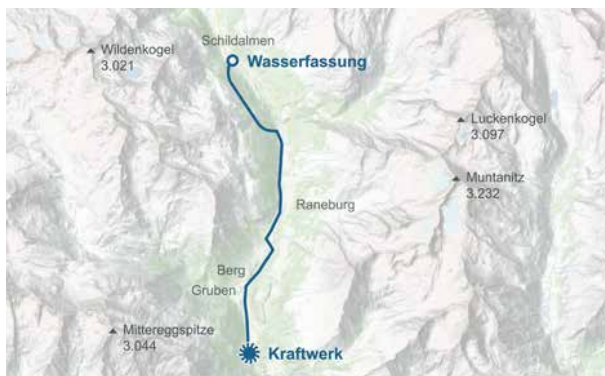 Schildalmen
Wildenkogel
3.021
Wasserfassung
Luckenkogel
3.097
Muntanitz
3.232
Raneburg
Berg
Gruben
Mittereggspitze
3.044
Kraftwerk